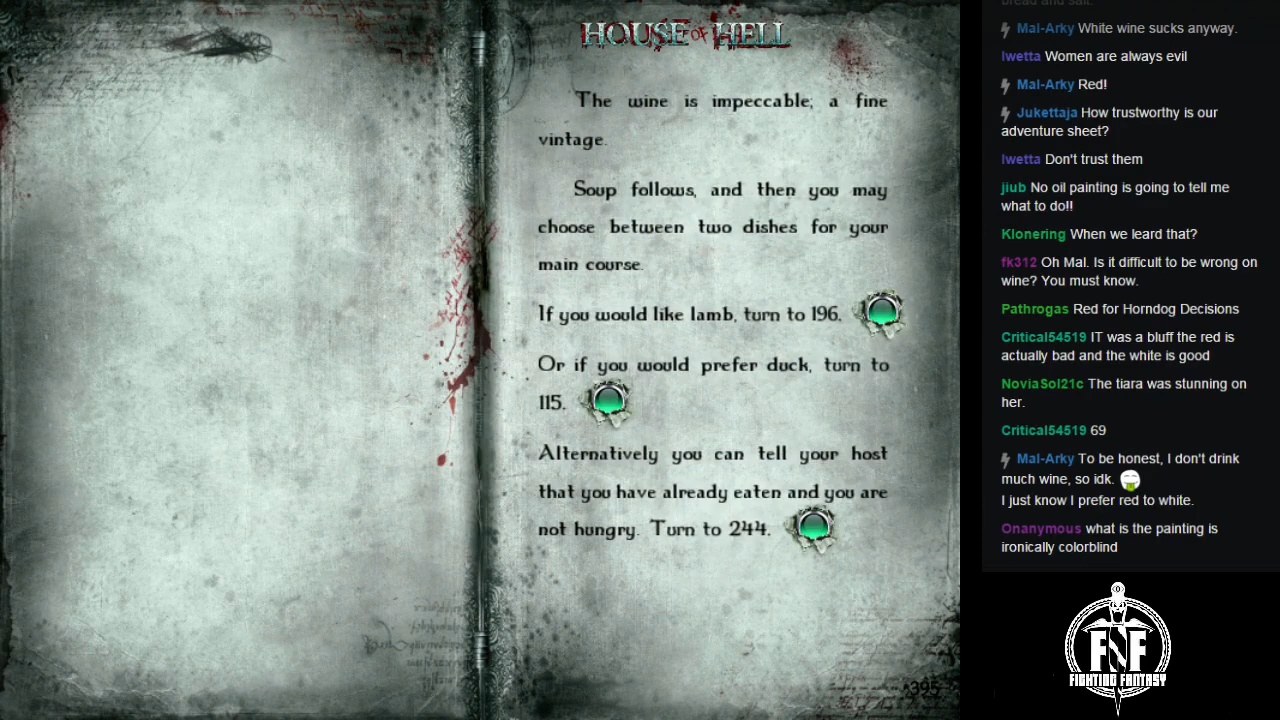 HOUSE OF HELL
The wine is impeccable; a fine
vintage.
Soup follows, and then you may
choose between two dishes for your
main course.
If you would like lamb, turn to 196.
Or if you would prefer duck, turn to
115.
Alternatively you can tell your host
that you have already eaten and you are
not hungry. Turn to 244.
395
bread and salt.
Mal-Arky White wine sucks anyway.
Iwetta Women are always evil
Mal-Arky Red!
Jukettaja How trustworthy is our
adventure sheet?
Iwetta Don't trust them
jiub No oil painting is going to tell me
what to do!!
Klonering When we leard that?
fk312 Oh Mal. Is it difficult to be wrong on
wine? You must know.
Pathrogas Red for Horndog Decisions
Critical54519 IT was a bluff the red is
actually bad and the white is good
NoviaSol21c The tiara was stunning on
her.
Critical54519 69
Mal-Arky To be honest, I don't drink
much wine, so idk.
I just know I prefer red to white.
Onanymous what is the painting is
ironically colorblind
FF
FIGHTING FANTASY